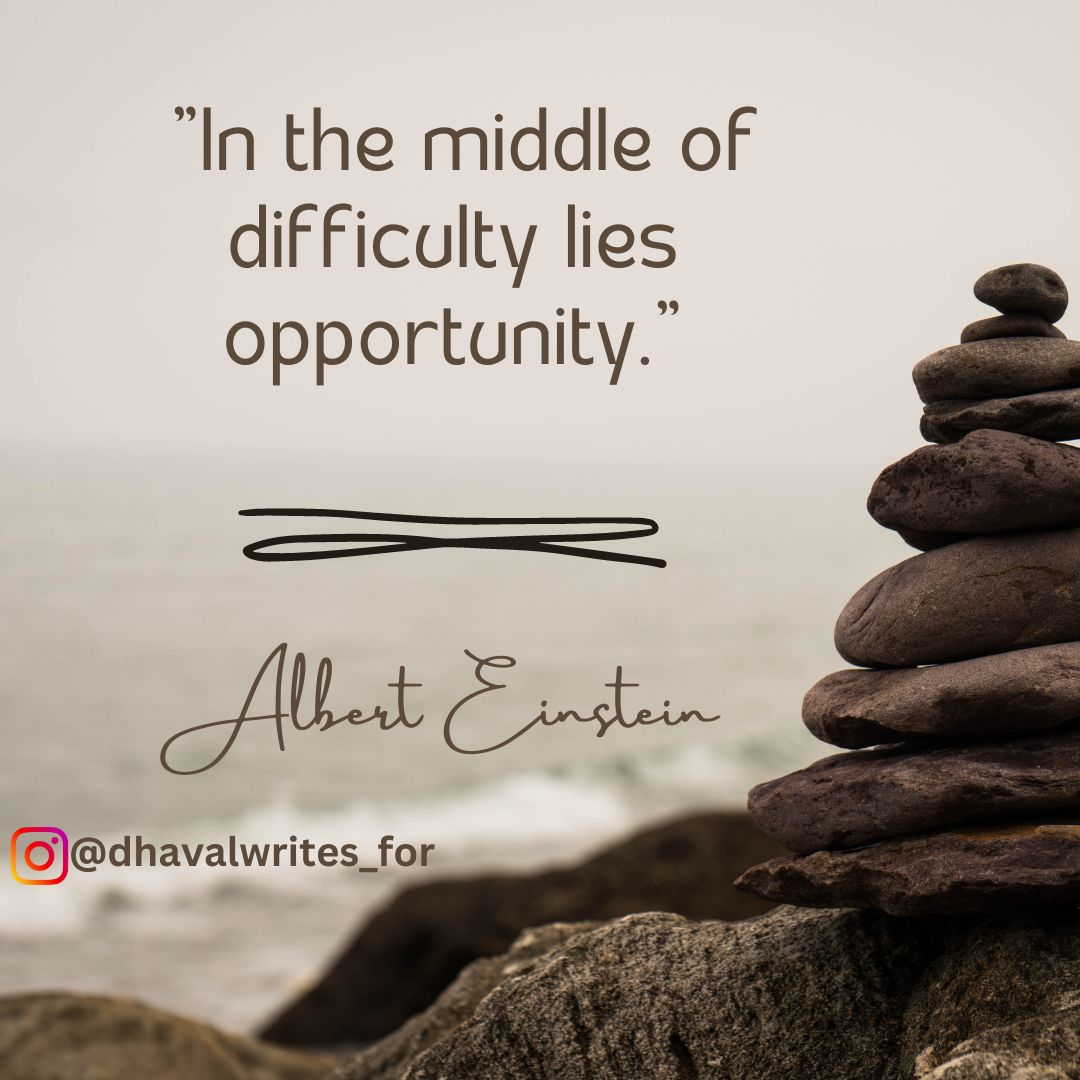 ”In the middle of
difficulty lies
opportunity.”
Albert Einstein
@dhavalwrites_for